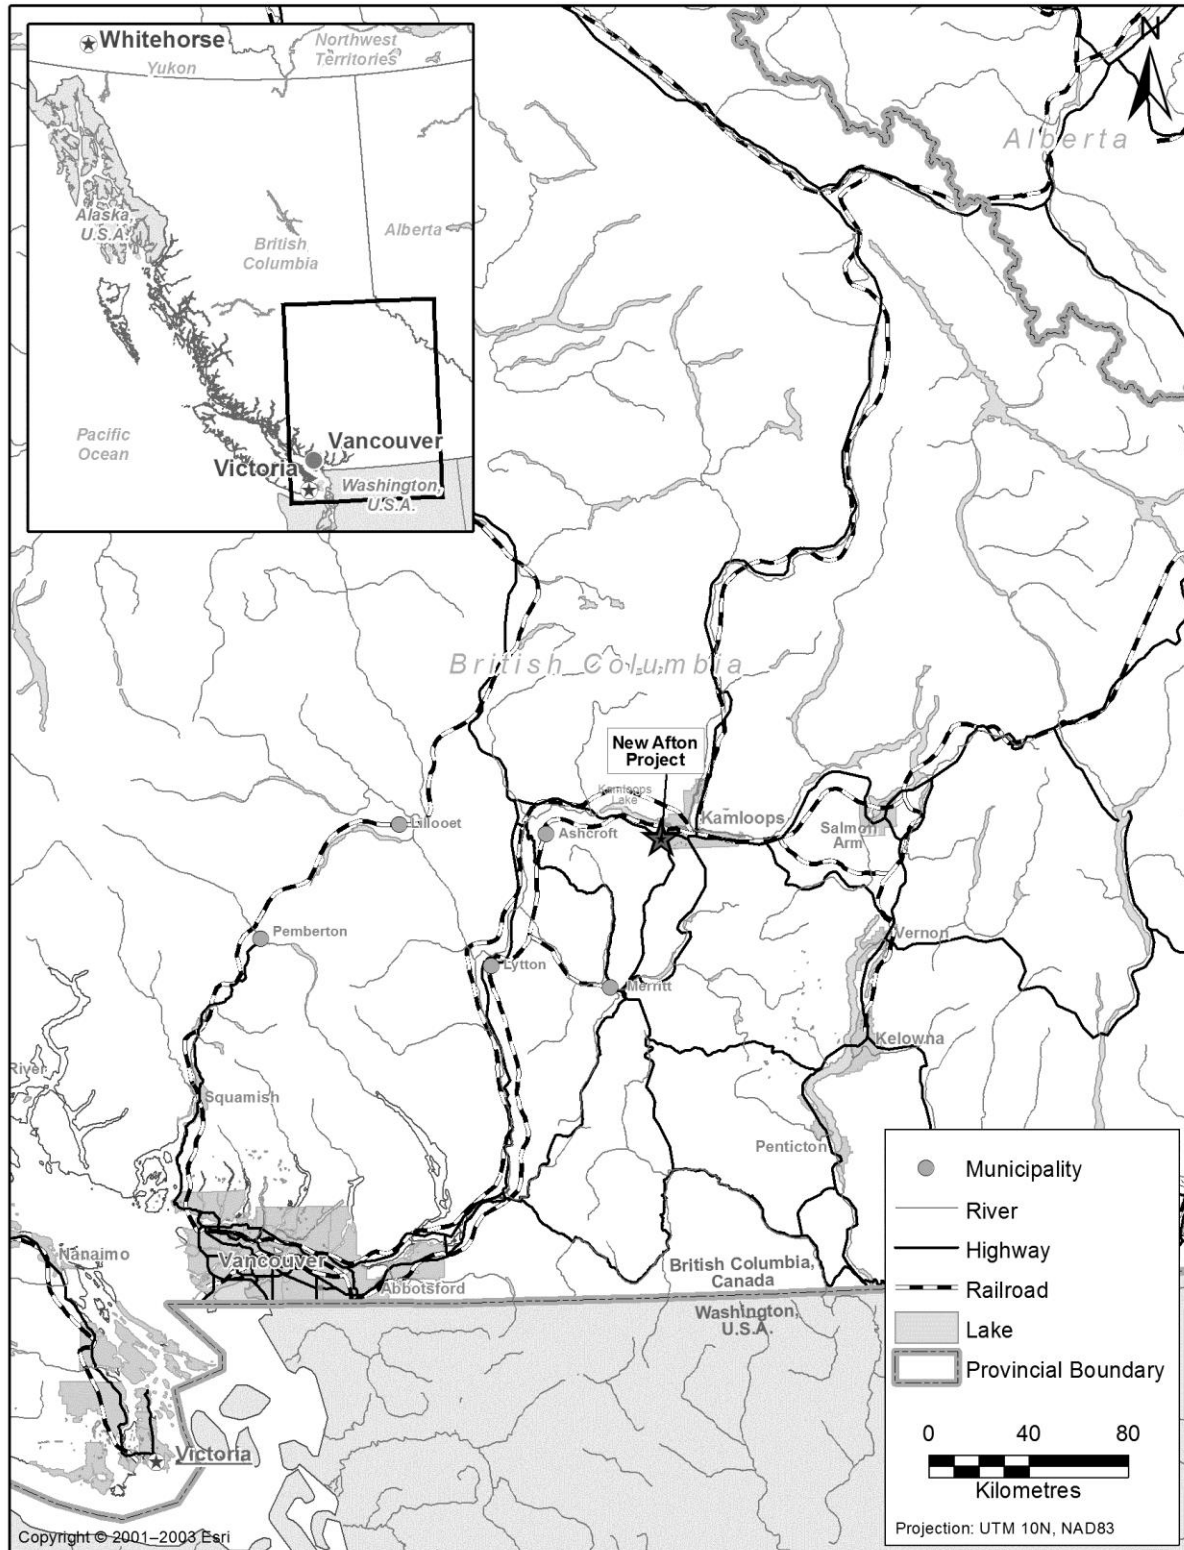 Whitehorse
Yukon
Northwest
Territories
Alaska,
U.S.A.
British
Columbia
Alberta
Pacific
Ocean
Vancouver
Victoria
Washington,
U.S.A.
N
Alberta
British Columbia
New Afton
Project
Kamloops
Lake
Kamloops
Lillooet
Ashcroft
Salmon
Arm
Pemberton
Lytton
Merritt
Vernon
Kelowna
River
Squamish
Penticton
Nanaimo
Vancouver
Abbotsford
British Columbia,
Canada
Washington,
U.S.A.
Victoria
Municipality
River
Highway
Railroad
Lake
Provincial Boundary
0 40 80
Kilometres
Projection: UTM 10N, NAD83
Copyright © 2001–2003 Esri